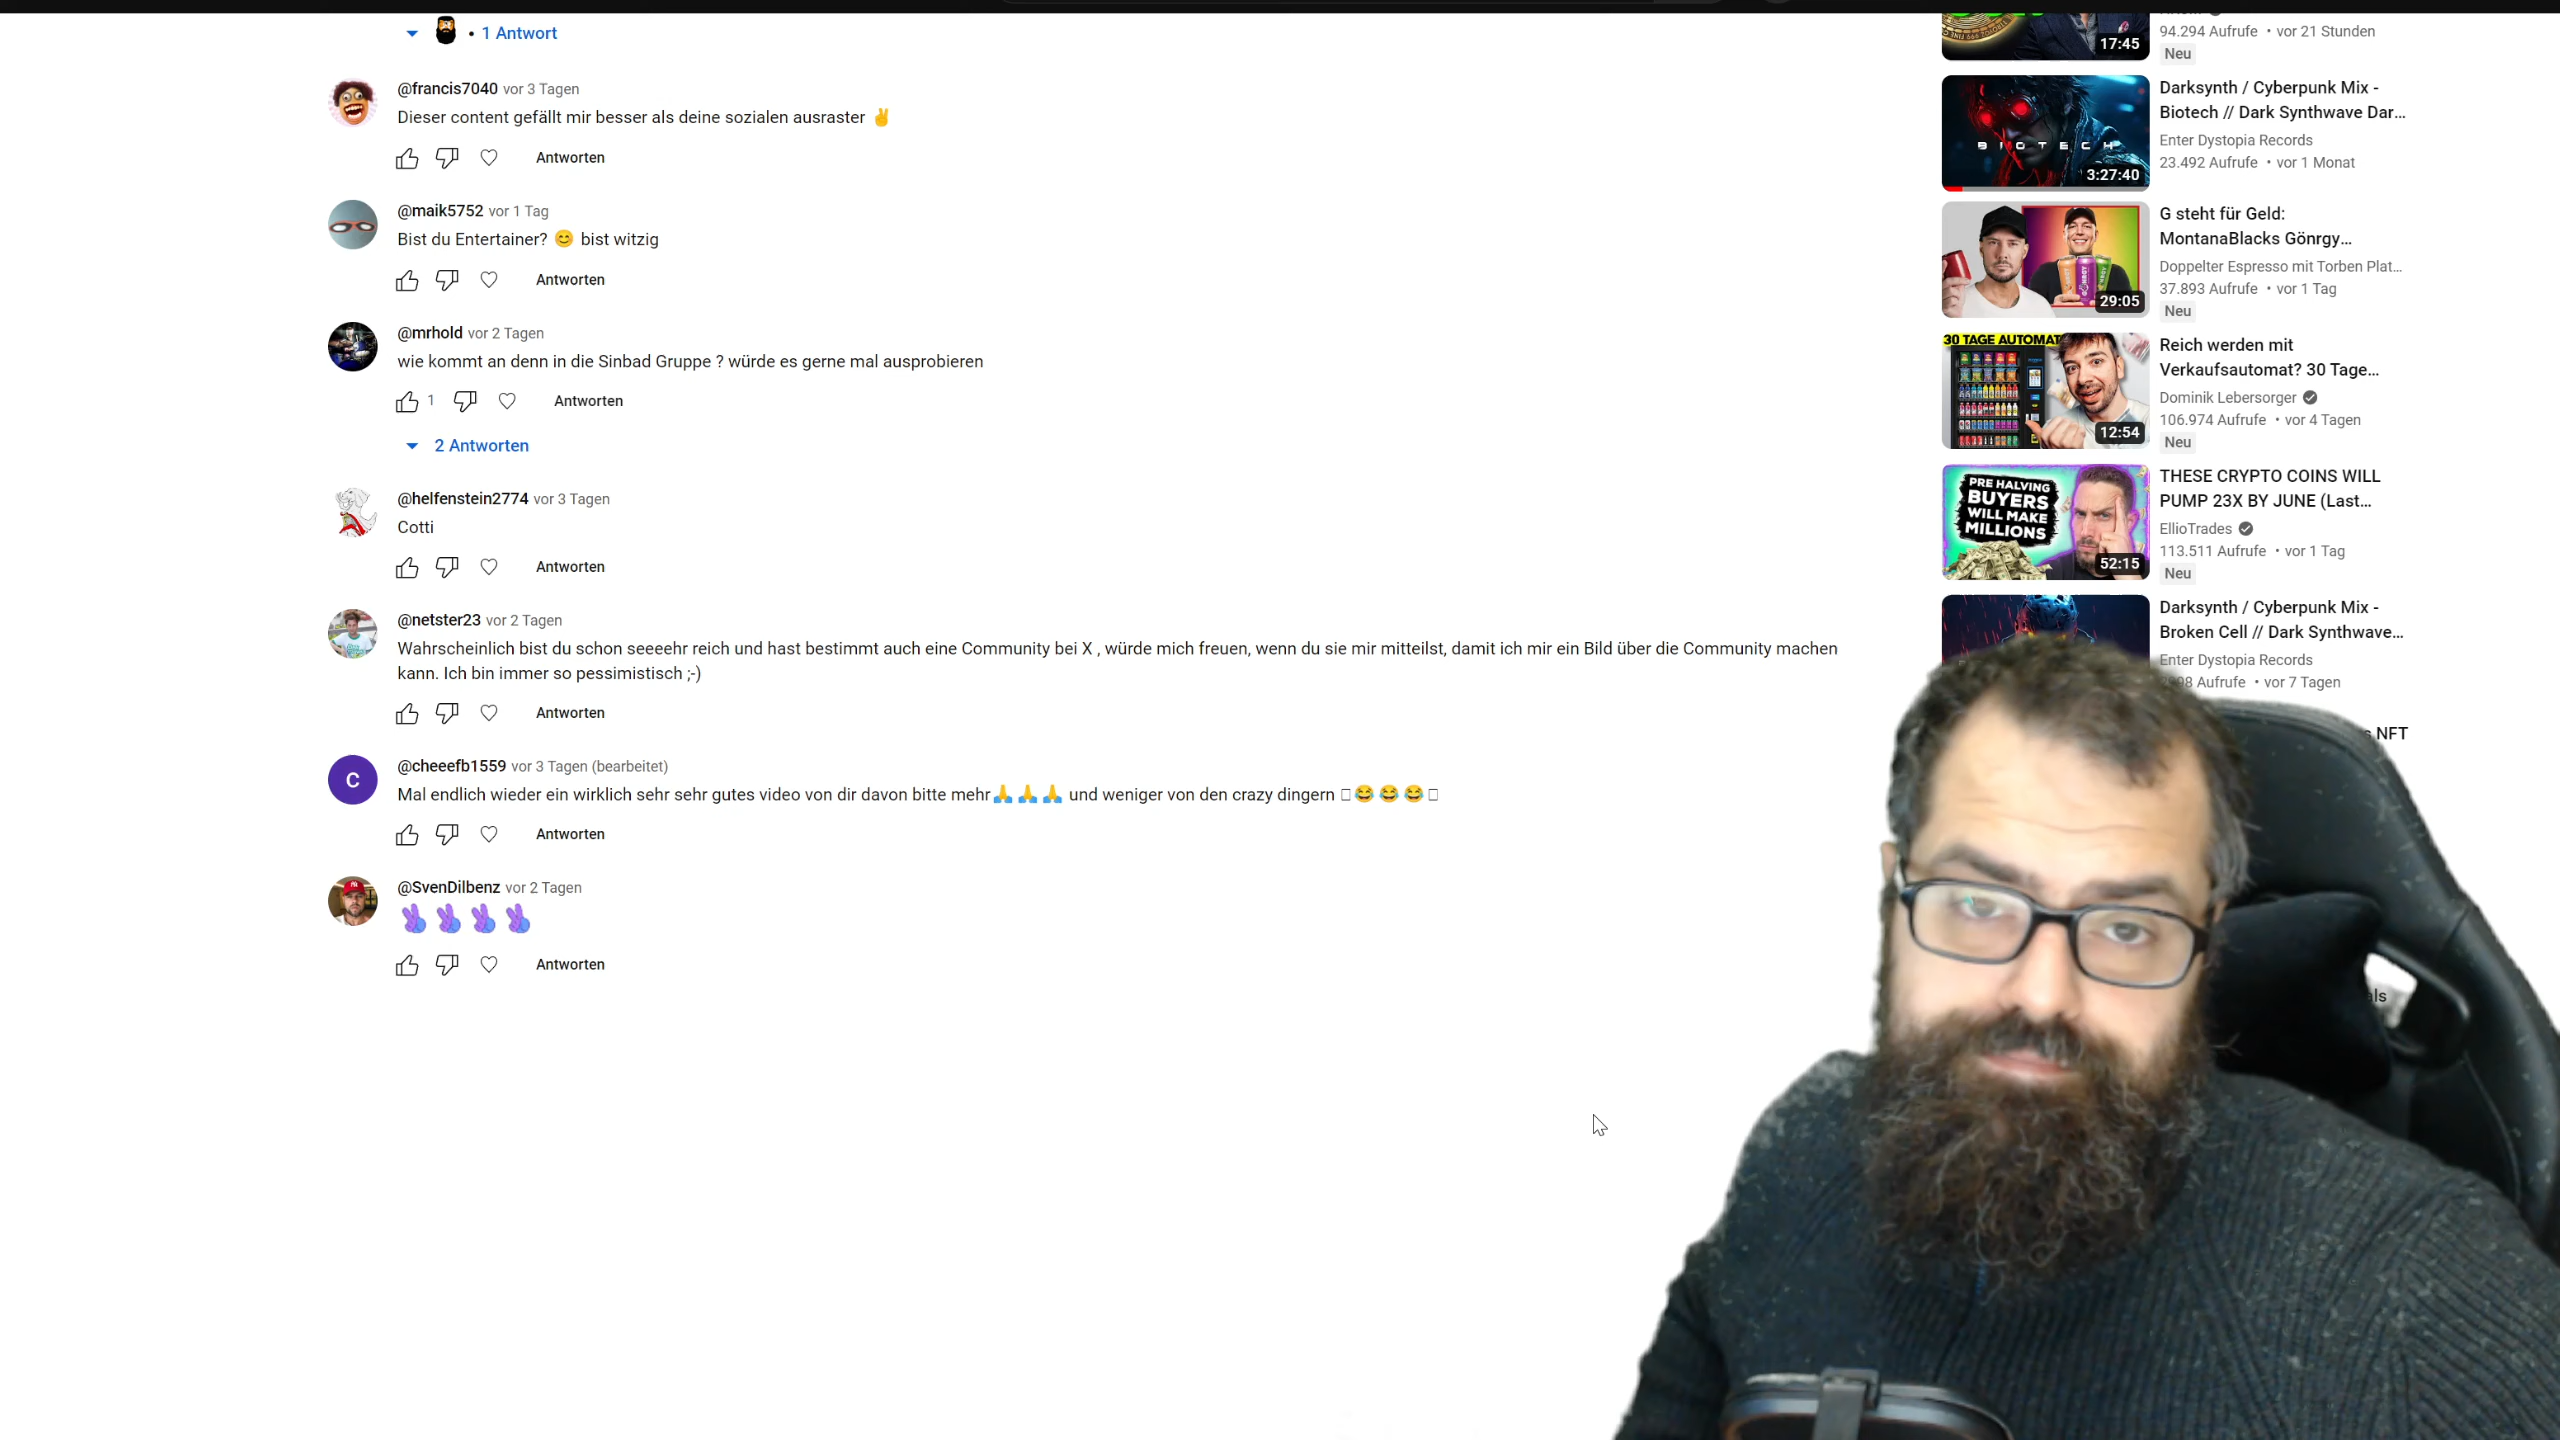 • 1 Antwort
@francis7040 vor 3 Tagen
Dieser content gefällt mir besser als deine sozialen ausraster ✌
Antworten
@maik5752 vor 1 Tag
Bist du Entertainer? 😊 bist witzig
Antworten
@mrhold vor 2 Tagen
wie kommt an denn in die Sinbad Gruppe ? würde es gerne mal ausprobieren
1 Antworten
2 Antworten
@helfenstein2774 vor 3 Tagen
Cotti
Antworten
@netster23 vor 2 Tagen
Wahrscheinlich bist du schon seeeehr reich und hast bestimmt auch eine Community bei X , würde mich freuen, wenn du sie mir mitteilst, damit ich mir ein Bild über die Community machen
kann. Ich bin immer so pessimistisch ;-)
Antworten
C
@cheeefb1559 vor 3 Tagen (bearbeitet)
Mal endlich wieder ein wirklich sehr sehr gutes video von dir davon bitte mehr🙏🙏🙏 und weniger von den crazy dingern 😂😂😂
Antworten
@SvenDilbenz vor 2 Tagen
Antworten
17:45
94.294 Aufrufe • vor 21 Stunden
Neu
BIOTECH
3:27:40
Darksynth / Cyberpunk Mix -
Biotech // Dark Synthwave Dar...
Enter Dystopia Records
23.492 Aufrufe • vor 1 Monat
29:05
G steht für Geld:
MontanaBlacks Gönrgy...
Doppelter Espresso mit Torben Plat...
37.893 Aufrufe • vor 1 Tag
Neu
30 TAGE AUTOMAT
12:54
Reich werden mit
Verkaufsautomat? 30 Tage...
Dominik Lebersorger
106.974 Aufrufe • vor 4 Tagen
Neu
PRE HALVING
BUYERS
WILL MAKE
MILLIONS
52:15
THESE CRYPTO COINS WILL
PUMP 23X BY JUNE (Last...
EllioTrades
113.511 Aufrufe • vor 1 Tag
Neu
Darksynth / Cyberpunk Mix -
Broken Cell // Dark Synthwave...
Enter Dystopia Records
Aufrufe • vor 7 Tagen
NFT